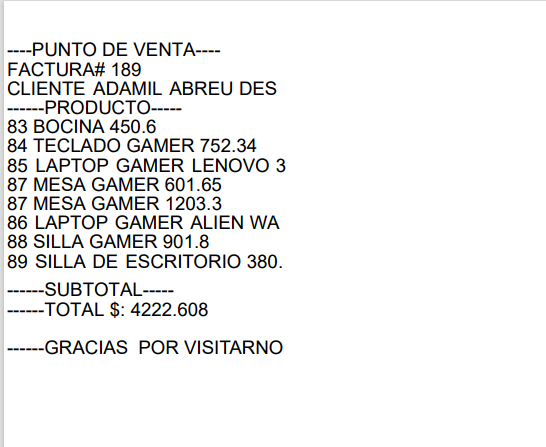 ----PUNTO DE VENTA----
FACTURA# 189
CLIENTE ADAMIL ABREU DES
------PRODUCTO-----
83 BOCINA 450.6
84 TECLADO GAMER 752.34
85 LAPTOP GAMER LENOVO 3
87 MESA GAMER 601.65
87 MESA GAMER 1203.3
86 LAPTOP GAMER ALIEN WA
88 SILLA GAMER 901.8
89 SILLA DE ESCRITORIO 380.
------SUBTOTAL-----
------TOTAL $: 4222.608
------GRACIAS POR VISITARNO